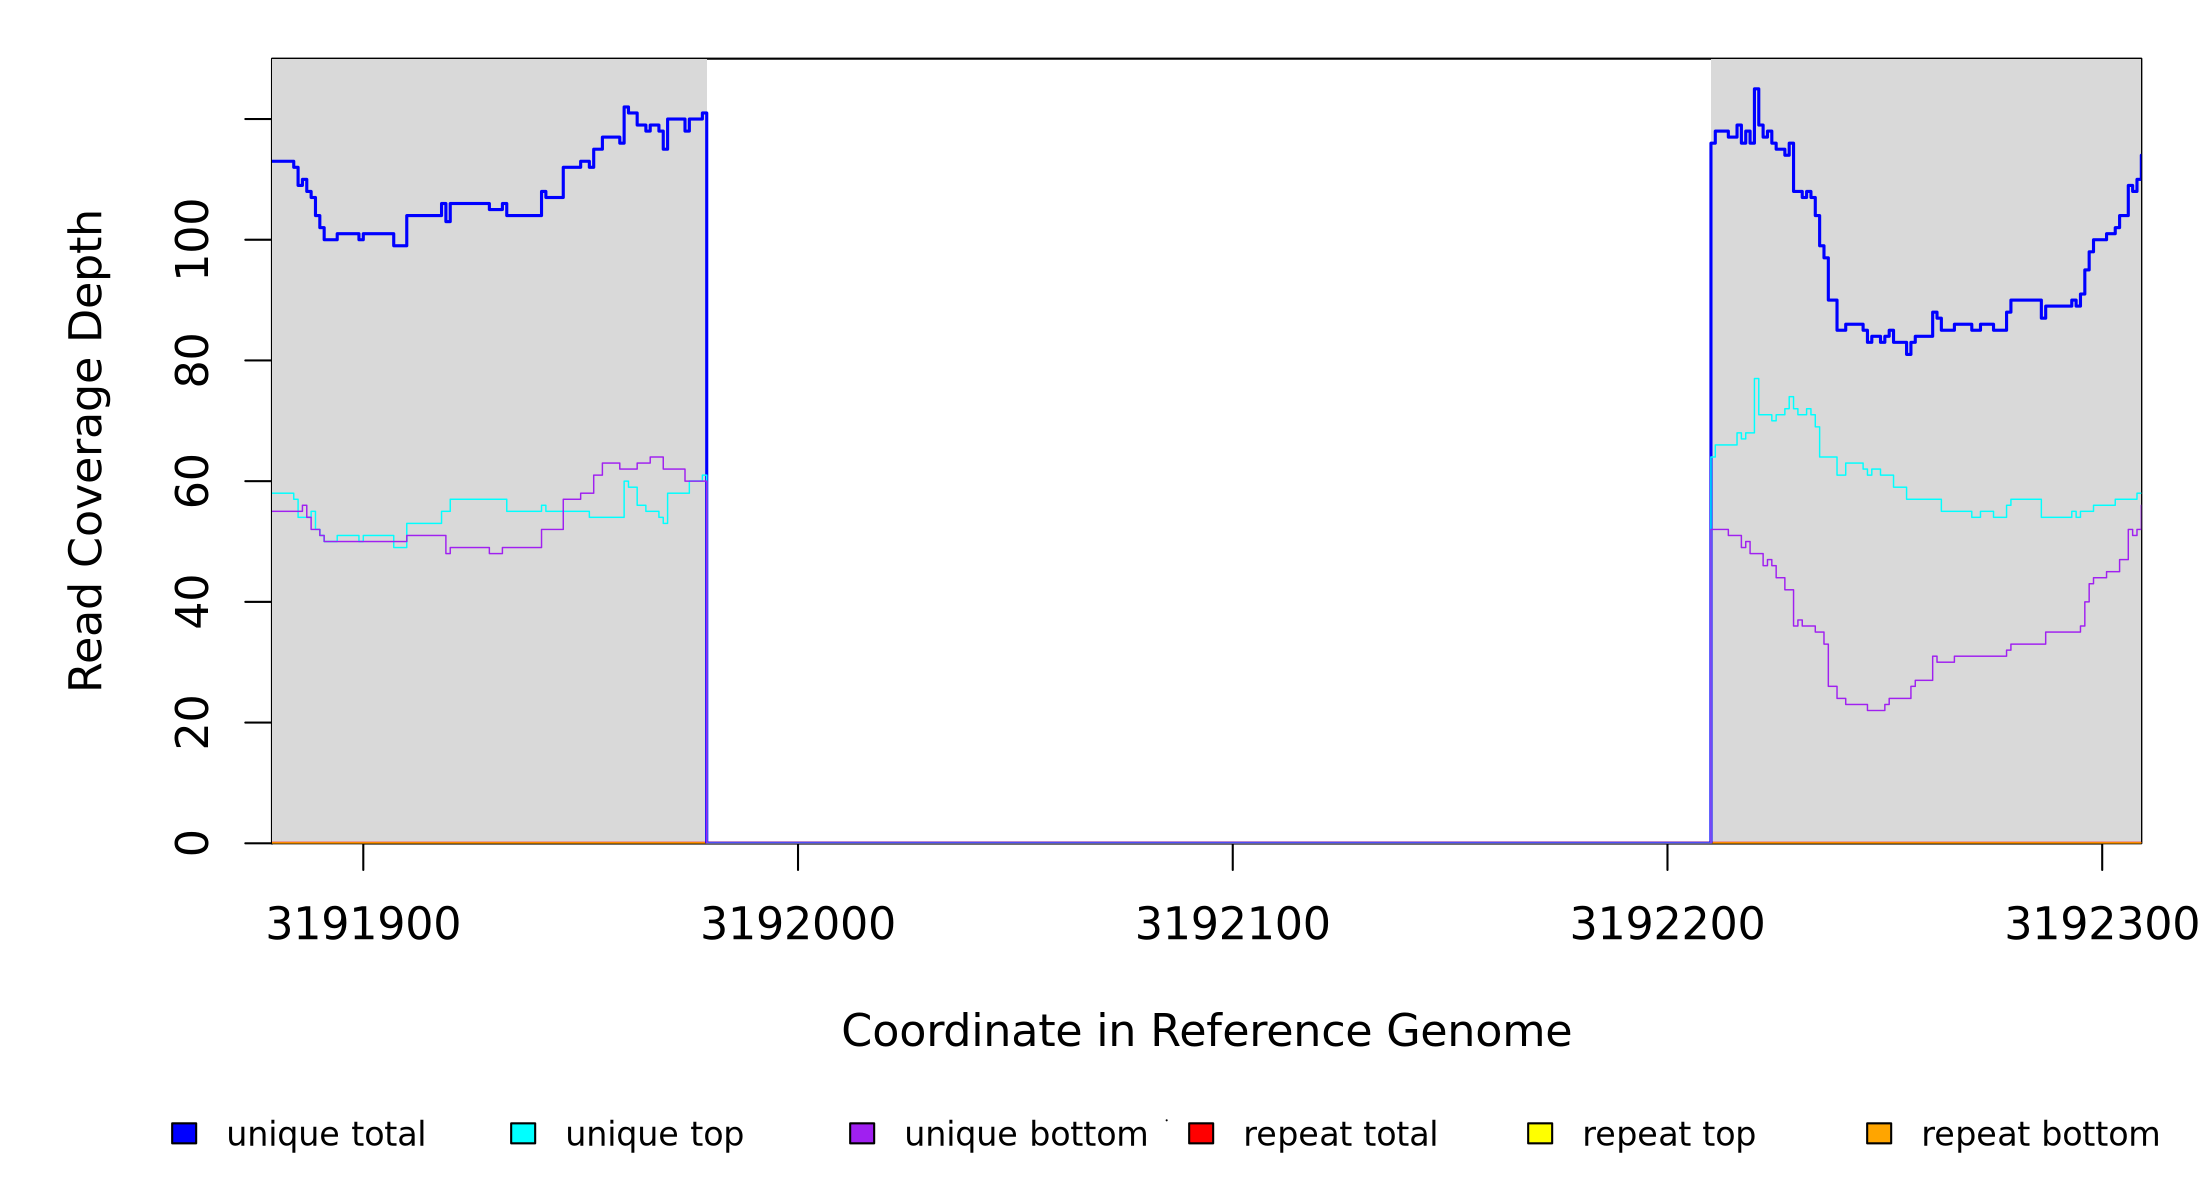 Read Coverage Depth
100
80
60
40
20
0
3191900 3192000 3192100 3192200 3192300
Coordinate in Reference Genome
unique total unique top unique bottom repeat total repeat top repeat bottom